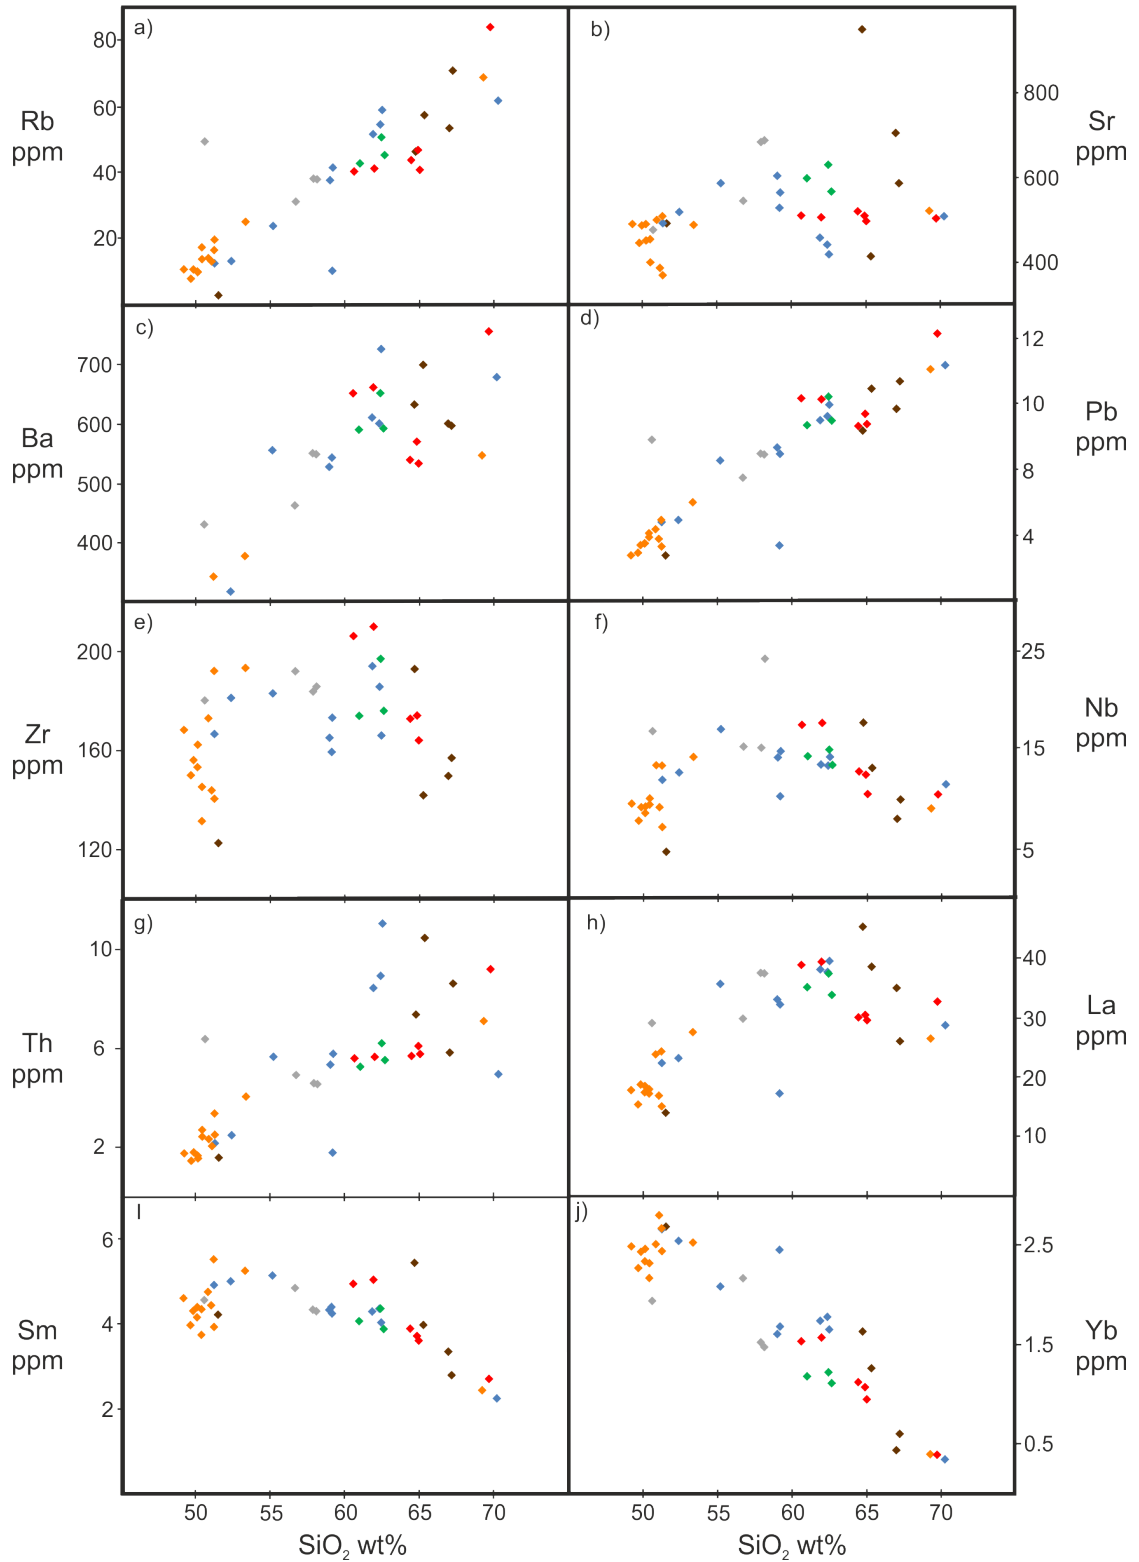 a)
80
60
40
20
Rb
ppm
b)
800
600
400
Sr
ppm
c)
700
600
500
400
Ba
ppm
d)
12
10
8
4
Pb
ppm
e)
200
160
120
Zr
ppm
f)
25
15
5
Nb
ppm
g)
10
6
2
Th
ppm
h)
40
30
20
10
La
ppm
I
6
4
2
Sm
ppm
j)
2.5
1.5
0.5
Yb
ppm
50 55 60 65 70
50 55 60 65 70
SiO₂ wt%
SiO₂ wt%